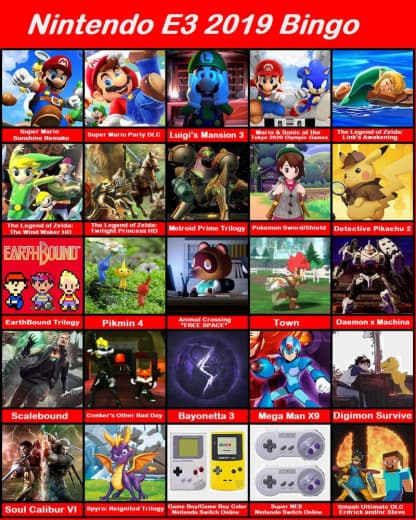 Nintendo E3 2019 Bingo
Super Mario
Sunshine Remake
Super Mario Party DLC
Luigi's Mansion 3
Mario & Sonic at the
Tokyo 2020 Olympic Games
The Legend of Zelda:
Link's Awakening
The Legend of Zelda:
The Wind Waker HD
The Legend of Zelda:
Twilight Princess HD
Metroid Prime Trilogy
Pokemon Sword/Shield
Detective Pikachu 2
EARTHBOUND
EarthBound Trilogy
Pikmin 4
Animal Crossing
*FREE SPACE*
Town
Daemon x Machina
Scalebound
Conker's Other Bad Day
Bayonetta 3
Mega Man X9
Digimon Survive
Soul Calibur VI
Spyro: Reignited Trilogy
Game Boy/Game Boy Color
Nintendo Switch Online
Super NES
Nintendo Switch Online
Smash Ultimate DLC
Erdrick and/or Steve